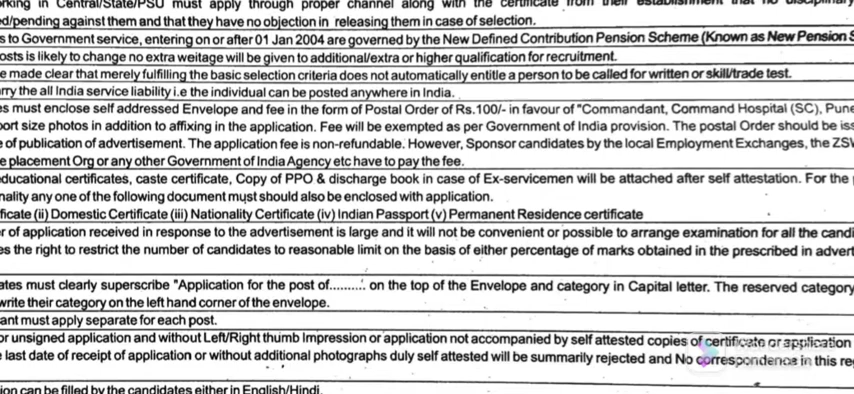 rking in Central/State/PSU must apply through proper channel along with the certificate from their establishment that no disciplinary
d/pending against them and that they have no objection in releasing them in case of selection.
s to Government service, entering on or after 01 Jan 2004 are governed by the New Defined Contribution Pension Scheme (Known as New Pension S
osts is likely to change no extra weitage will be given to additional/extra or higher qualification for recruitment.
e made clear that merely fulfilling the basic selection criteria does not automatically entitle a person to be called for written or skill/trade test.
rry the all India service liability i.e the individual can be posted anywhere in India.
es must enclose self addressed Envelope and fee in the form of Postal Order of Rs.100/- in favour of "Commandant, Command Hospital (SC), Pune
port size photos in addition to affixing in the application. Fee will be exempted as per Government of India provision. The postal Order should be iss
e of publication of advertisement. The application fee is non-refundable. However, Sponsor candidates by the local Employment Exchanges, the ZSW
e placement Org or any other Government of India Agency etc have to pay the fee.
educational certificates, caste certificate, Copy of PPO & discharge book in case of Ex-servicemen will be attached after self attestation. For the
nality any one of the following document must should also be enclosed with application.
ficate (ii) Domestic Certificate (iii) Nationality Certificate (iv) Indian Passport (v) Permanent Residence certificate
r of application received in response to the advertisement is large and it will not be convenient or possible to arrange examination for all the candi
es the right to restrict the number of candidates to reasonable limit on the basis of either percentage of marks obtained in the prescribed in advert
ates must clearly superscribe "Application for the post of.......... '. on the top of the Envelope and category in Capital letter. The reserved category
write their category on the left hand corner of the envelope.
ant must apply separate for each post.
or unsigned application and without Left/Right thumb Impression or application not accompanied by self attested copies of certificate or application
e last date of receipt of application or without additional photographs duly self attested will be summarily rejected and No correspondence in this re
ion can be filled by the candidates either in English/Hindi.